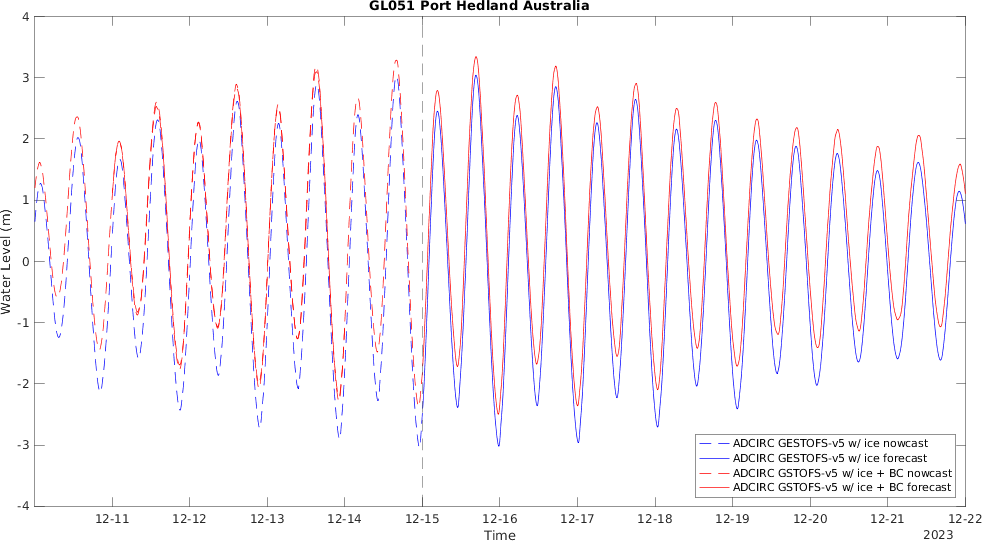 GL051 Port Hedland Australia
4
3
2
1
0
-1
-2
-3
-4
Water Level (m)
ADCIRC GESTOFS-v5 w/ ice nowcast
ADCIRC GESTOFS-v5 w/ ice forecast
ADCIRC GSTOFS-v5 w/ ice + BC nowcast
ADCIRC GSTOFS-v5 w/ ice + BC forecast
12-11 12-12 12-13 12-14 12-15 12-16 12-17 12-18 12-19 12-20 12-21 12-22
Time
2023